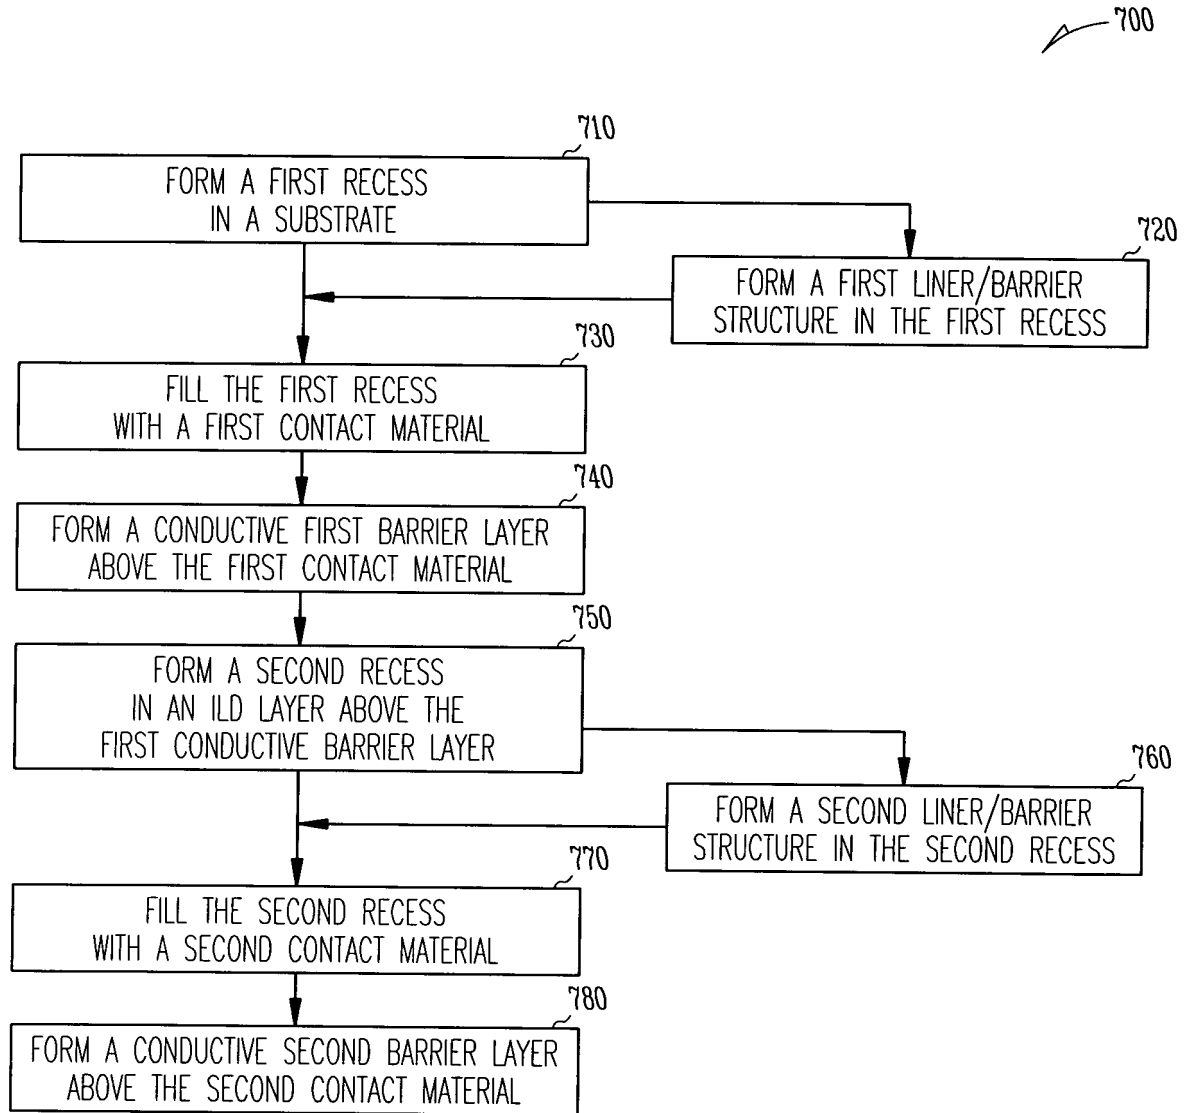 700
710
FORM A FIRST RECESS
IN A SUBSTRATE
720
FORM A FIRST LINER/BARRIER
STRUCTURE IN THE FIRST RECESS
730
FILL THE FIRST RECESS
WITH A FIRST CONTACT MATERIAL
740
FORM A CONDUCTIVE FIRST BARRIER LAYER
ABOVE THE FIRST CONTACT MATERIAL
750
FORM A SECOND RECESS
IN AN ILD LAYER ABOVE THE
FIRST CONDUCTIVE BARRIER LAYER
760
FORM A SECOND LINER/BARRIER
STRUCTURE IN THE SECOND RECESS
770
FILL THE SECOND RECESS
WITH A SECOND CONTACT MATERIAL
780
FORM A CONDUCTIVE SECOND BARRIER LAYER
ABOVE THE SECOND CONTACT MATERIAL